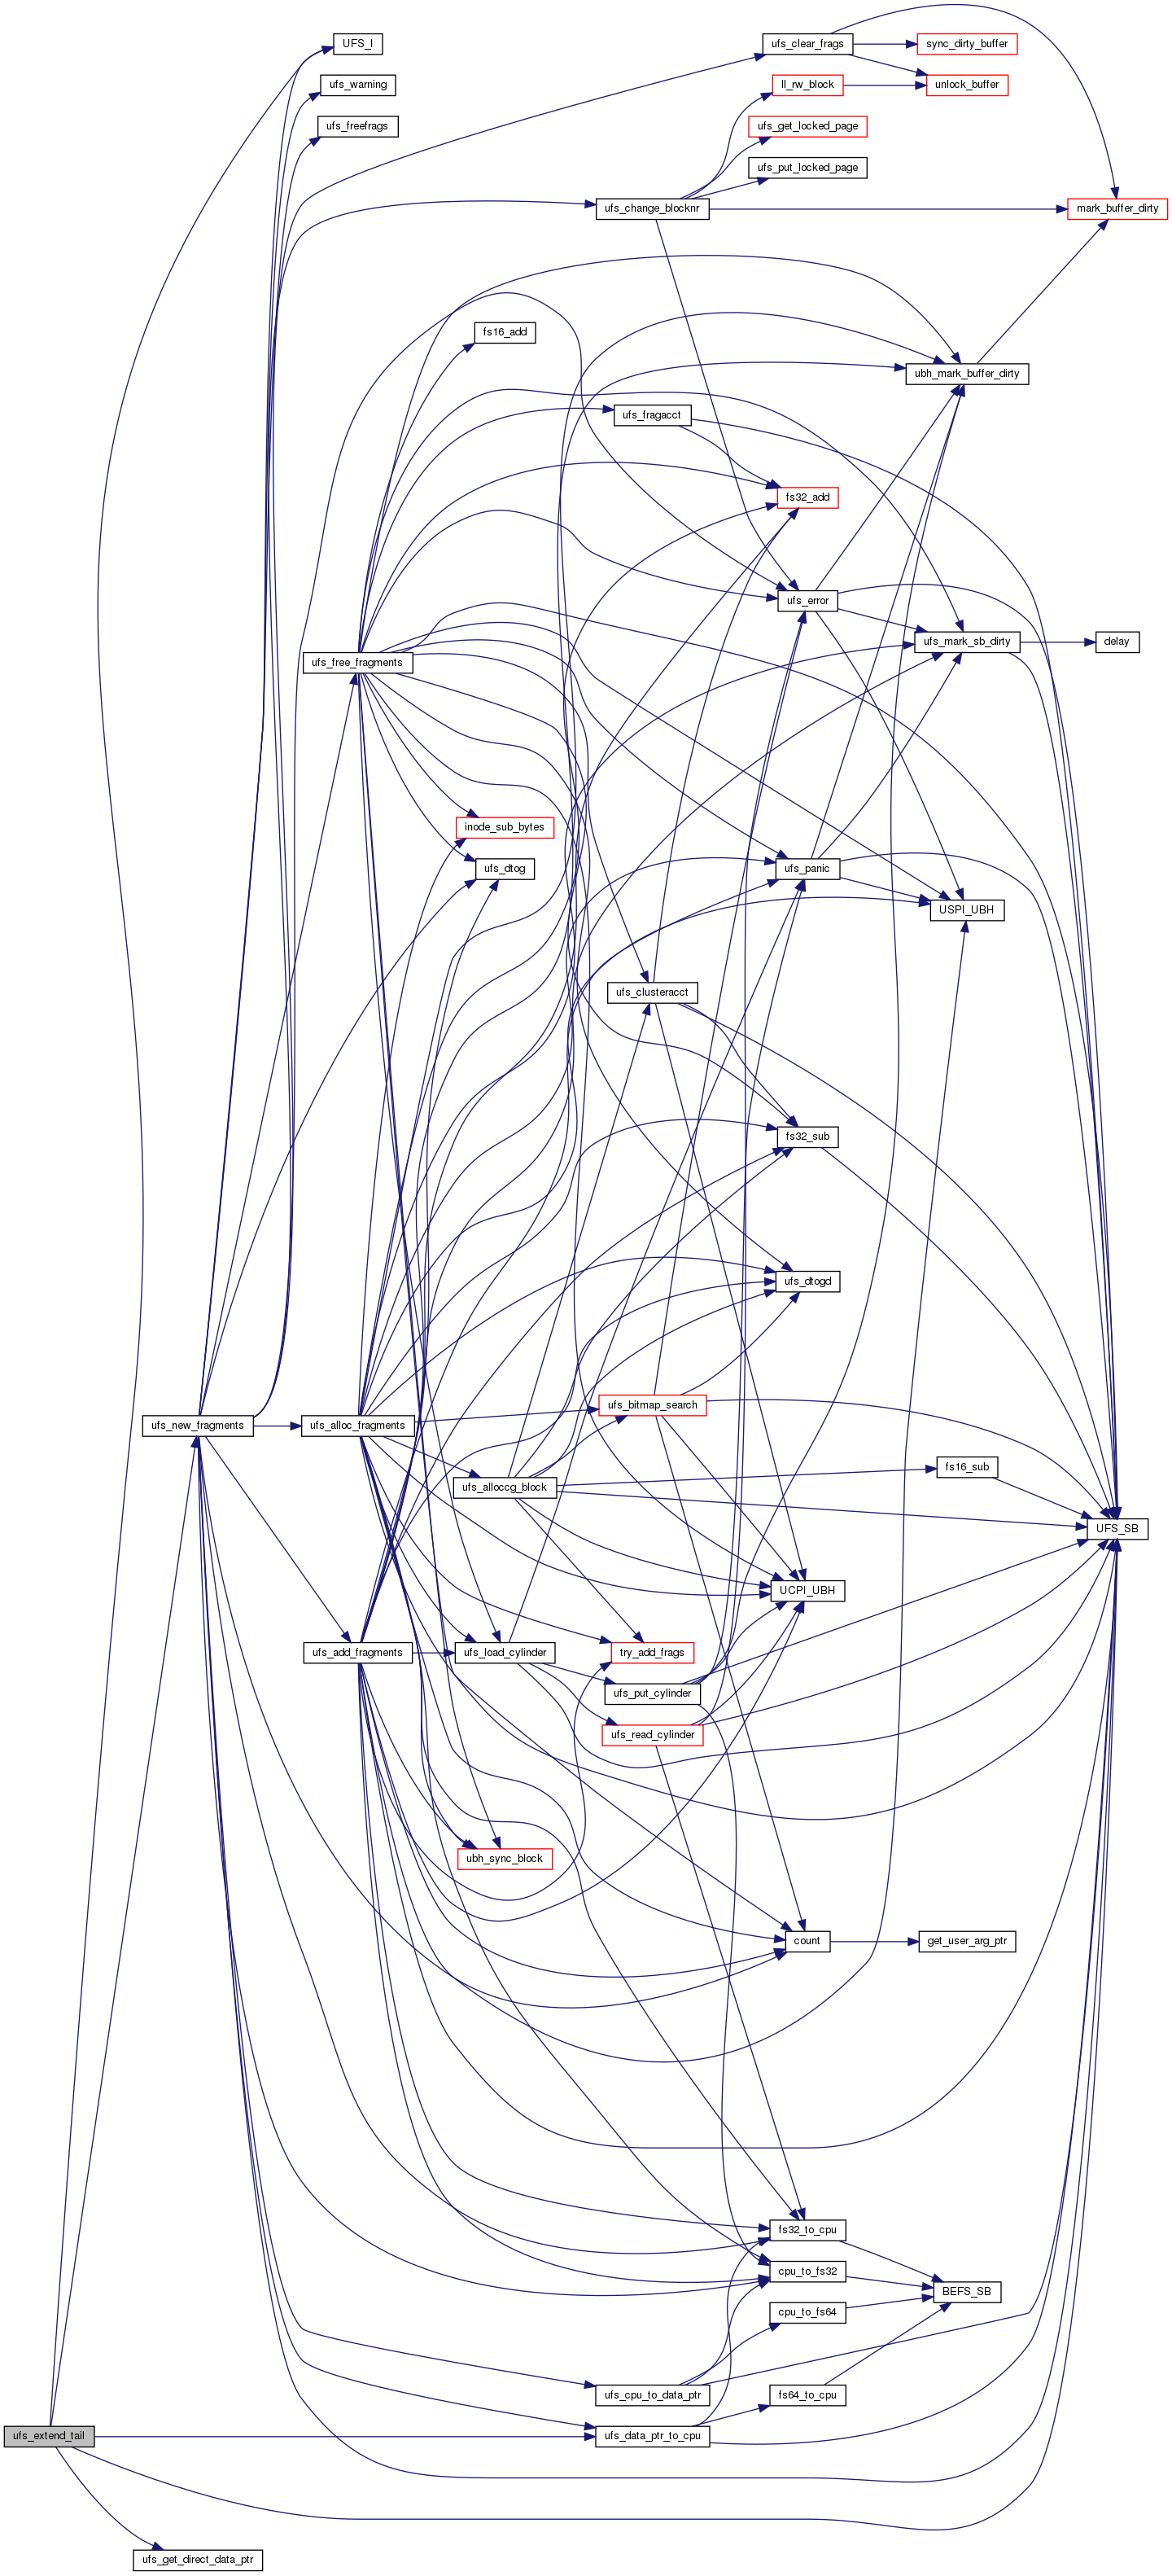 UFS_I
ufs_clear_frags
sync_dirty_buffer
ufs_warning
ll_rw_block
unlock_buffer
ufs_freefrags
ufs_get_locked_page
ufs_put_locked_page
ufs_change_blocknr
mark_buffer_dirty
fs16_add
ubh_mark_buffer_dirty
ufs_fragacct
fs32_add
ufs_error
ufs_mark_sb_dirty
delay
ufs_free_fragments
inode_sub_bytes
ufs_dtog
ufs_panic
USPI_UBH
ufs_clusteracct
fs32_sub
ufs_dtogd
ufs_bitmap_search
ufs_new_fragments
ufs_alloc_fragments
fs16_sub
ufs_alloccg_block
UFS_SB
UCPI_UBH
ufs_add_fragments
ufs_load_cylinder
try_add_frags
ufs_put_cylinder
ufs_read_cylinder
ubh_sync_block
count
get_user_arg_ptr
fs32_to_cpu
cpu_to_fs32
BEFS_SB
cpu_to_fs64
ufs_cpu_to_data_ptr
fs64_to_cpu
ufs_extend_tail
ufs_data_ptr_to_cpu
ufs_get_direct_data_ptr